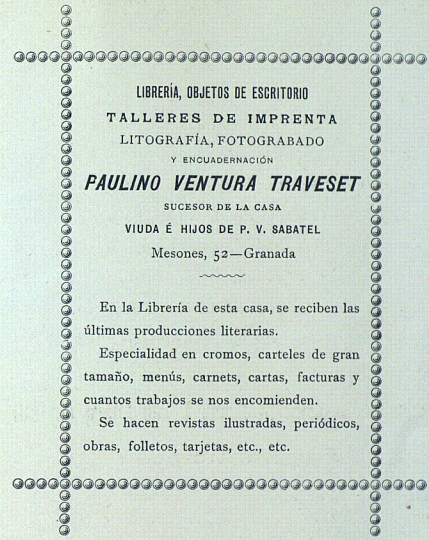 LIBRERÍA, OBJETOS DE ESCRITORIO
TALLERES DE IMPRENTA
LITOGRAFÍA, FOTOGRABADO
Y ENCUADERNACIÓN
PAULINO VENTURA TRAVESET
SUCESOR DE LA CASA
VIUDA É HIJOS DE P. V. SABATEL
Mesones, 52—Granada
En la Librería de esta casa, se reciben las
últimas producciones literarias.
Especialidad en cromos, carteles de gran
tamaño, menús, carnets, cartas, facturas y
cuantos trabajos se nos encomienden.
Se hacen revistas ilustradas, periódicos,
obras, folletos, tarjetas, etc., etc.